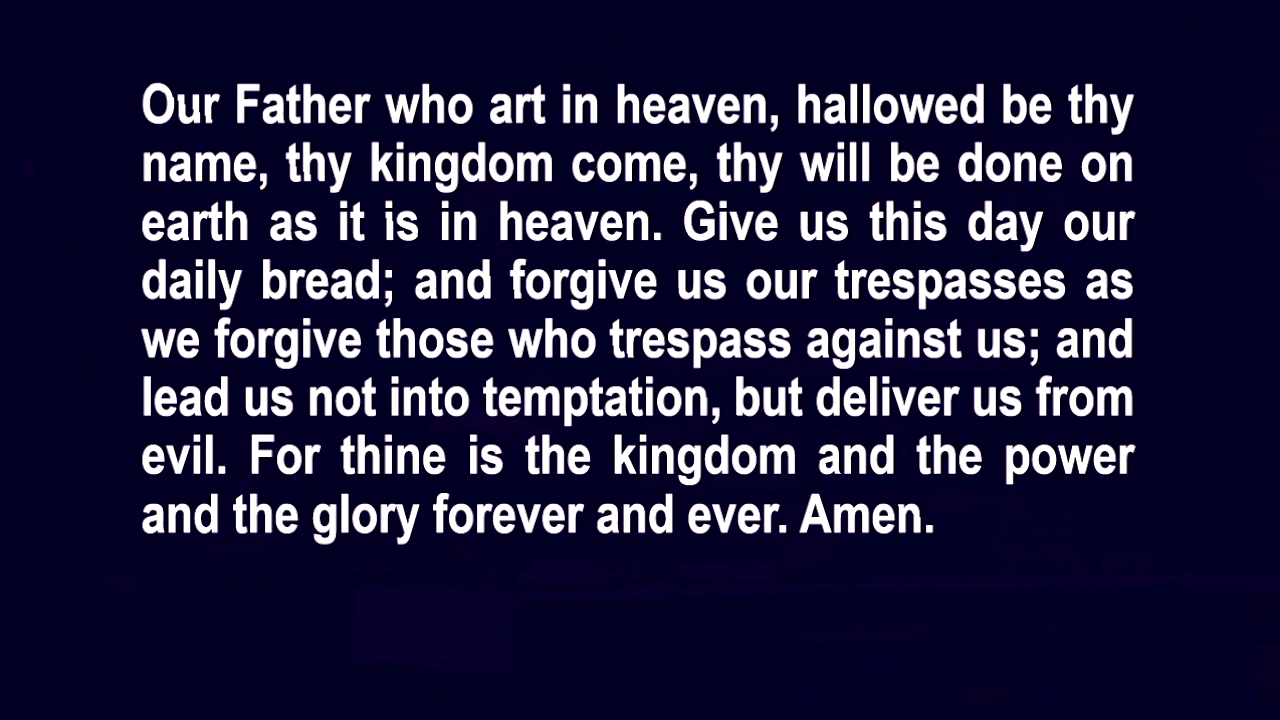 Our Father who art in heaven, hallowed be thy
name, thy kingdom come, thy will be done on
earth as it is in heaven. Give us this day our
daily bread; and forgive us our trespasses as
we forgive those who trespass against us; and
lead us not into temptation, but deliver us from
evil. For thine is the kingdom and the power
and the glory forever and ever. Amen.